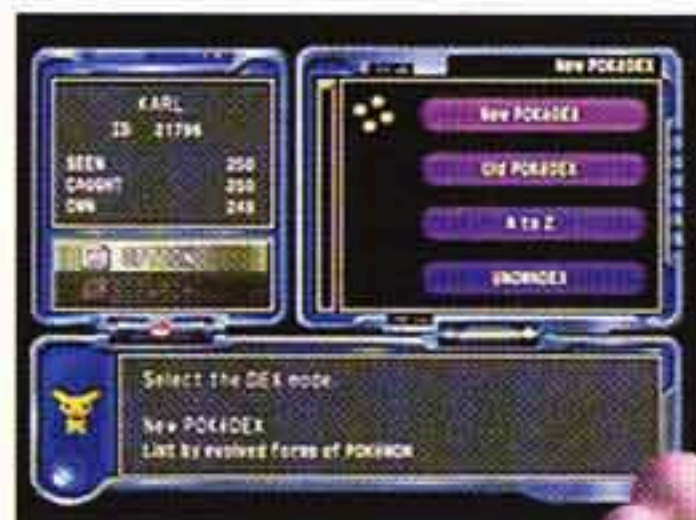 KARL
ID 21796
SEEN 250
CAUGHT 250
OWN 249
OPTIONS
New POKéDEX
New POKéDEX
Old POKéDEX
A to Z
UNOWNDEX
Select the DEX mode.
New POKéDEX
List by evolved forms of POKéMON